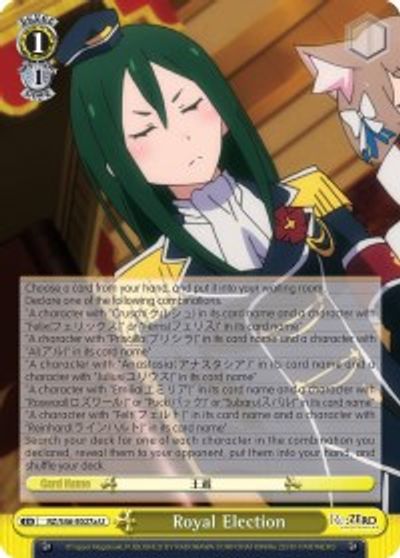 1
1
Choose a card from your hand, and put it into your waiting room.
Declare one of the following combinations.
"A character with "Crusch(クルシュ) in its card name and a character with
"Felix(フェリックス)" or "Ferris(フェリス)" in its card name"
"A character with "Priscilla(プリシラ)" in its card name and a character with
"Al(アル)" in its card name"
"A character with "Anastasia(アナスタシア)" in its card name and a
character with "Julius(ユリウス)" in its card name"
"A character with "Emilia(エミリア)" in its card name and a character with
"Roswaal(ロズワール)" or "Puck(パック)" or "Subaru(スバル)" in its card name"
"A character with "Felt(フェルト)" in its card name and a character with
"Reinhard(ラインハルト)" in its card name"
Search your deck for one of each character in the combination you
declared, reveal them to your opponent, put them into your hand, and
shuffle your deck.
Card Name
Royal Election
Re:ZERO